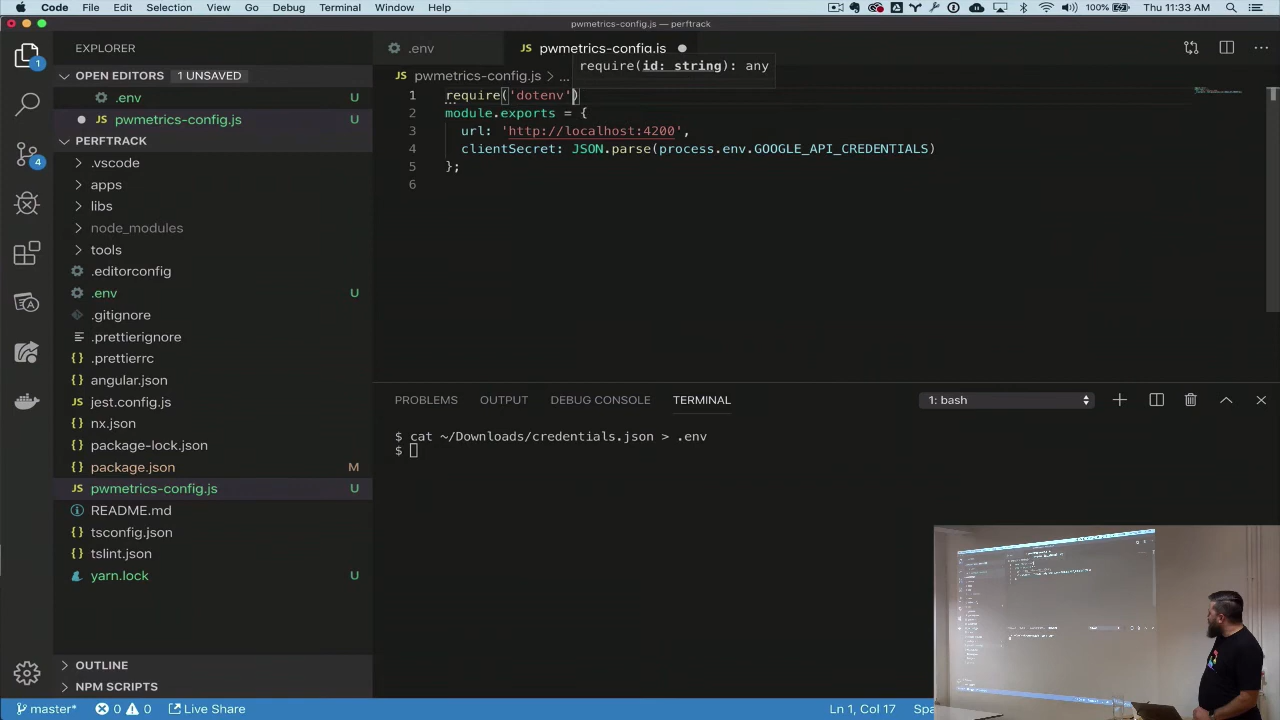 Code File Edit Selection View Go Debug Terminal Window Help 100% Thu 11:33 AM
pwmetrics-config.js — perftrack
EXPLORER
OPEN EDITORS 1 UNSAVED
.env U
JS pwmetrics-config.js U
PERFTRACK
.vscode
apps
libs
node_modules
tools
.editorconfig
.env U
.gitignore
.prettierignore
{} .prettierrc
{} angular.json
JS jest.config.js
{} nx.json
{} package-lock.json
{} package.json M
JS pwmetrics-config.js U
README.md
{} tsconfig.json
{} tslint.json
yarn.lock U
OUTLINE
NPM SCRIPTS
1
4
.env
JS pwmetrics-config.js
JS pwmetrics-config.js > ...
require(id: string): any
1 require('dotenv')
2 module.exports = {
3 url: 'http://localhost:4200',
4 clientSecret: JSON.parse(process.env.GOOGLE_API_CREDENTIALS)
5 };
6
PROBLEMS OUTPUT DEBUG CONSOLE TERMINAL 1: bash
$ cat ~/Downloads/credentials.json > .env
$
master* 0 0 Live Share Ln 1, Col 17